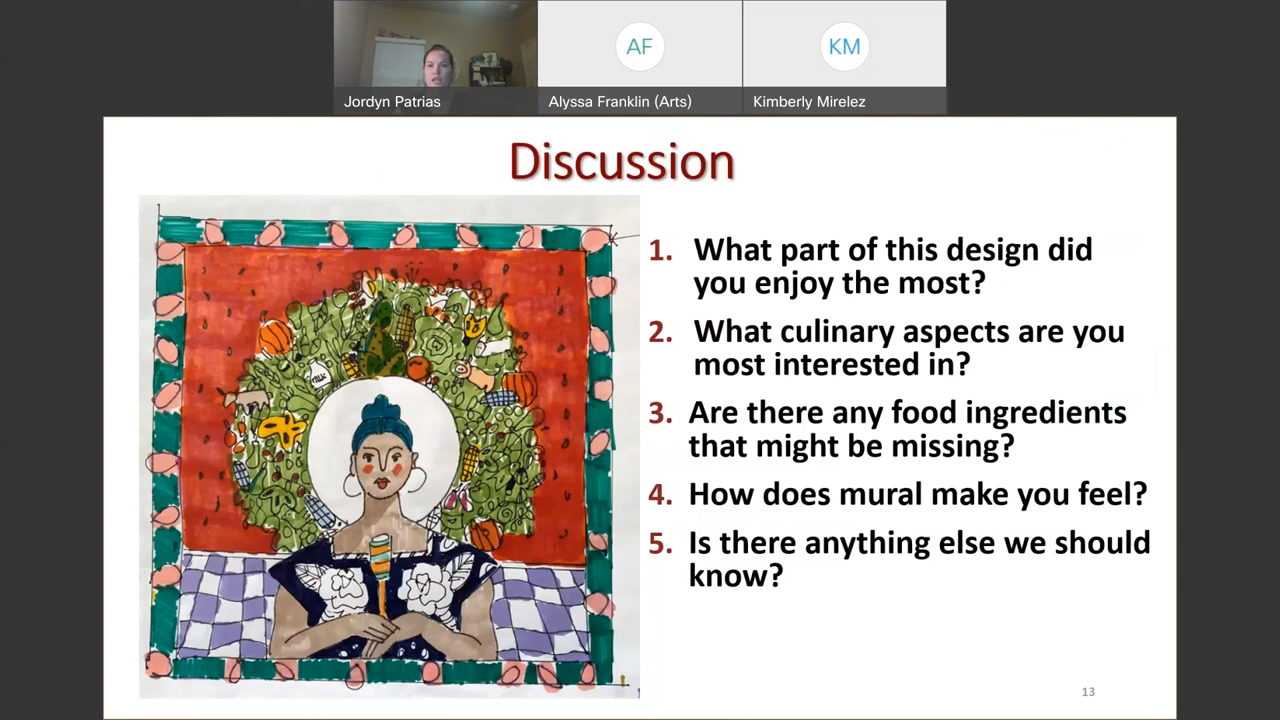 AF
KM
Jordyn Patrias
Alyssa Franklin (Arts)
Kimberly Mirelez
Discussion
1. What part of this design did
you enjoy the most?
2. What culinary aspects are you
most interested in?
3. Are there any food ingredients
that might be missing?
4. How does mural make you feel?
5. Is there anything else we should
know?
milk
13